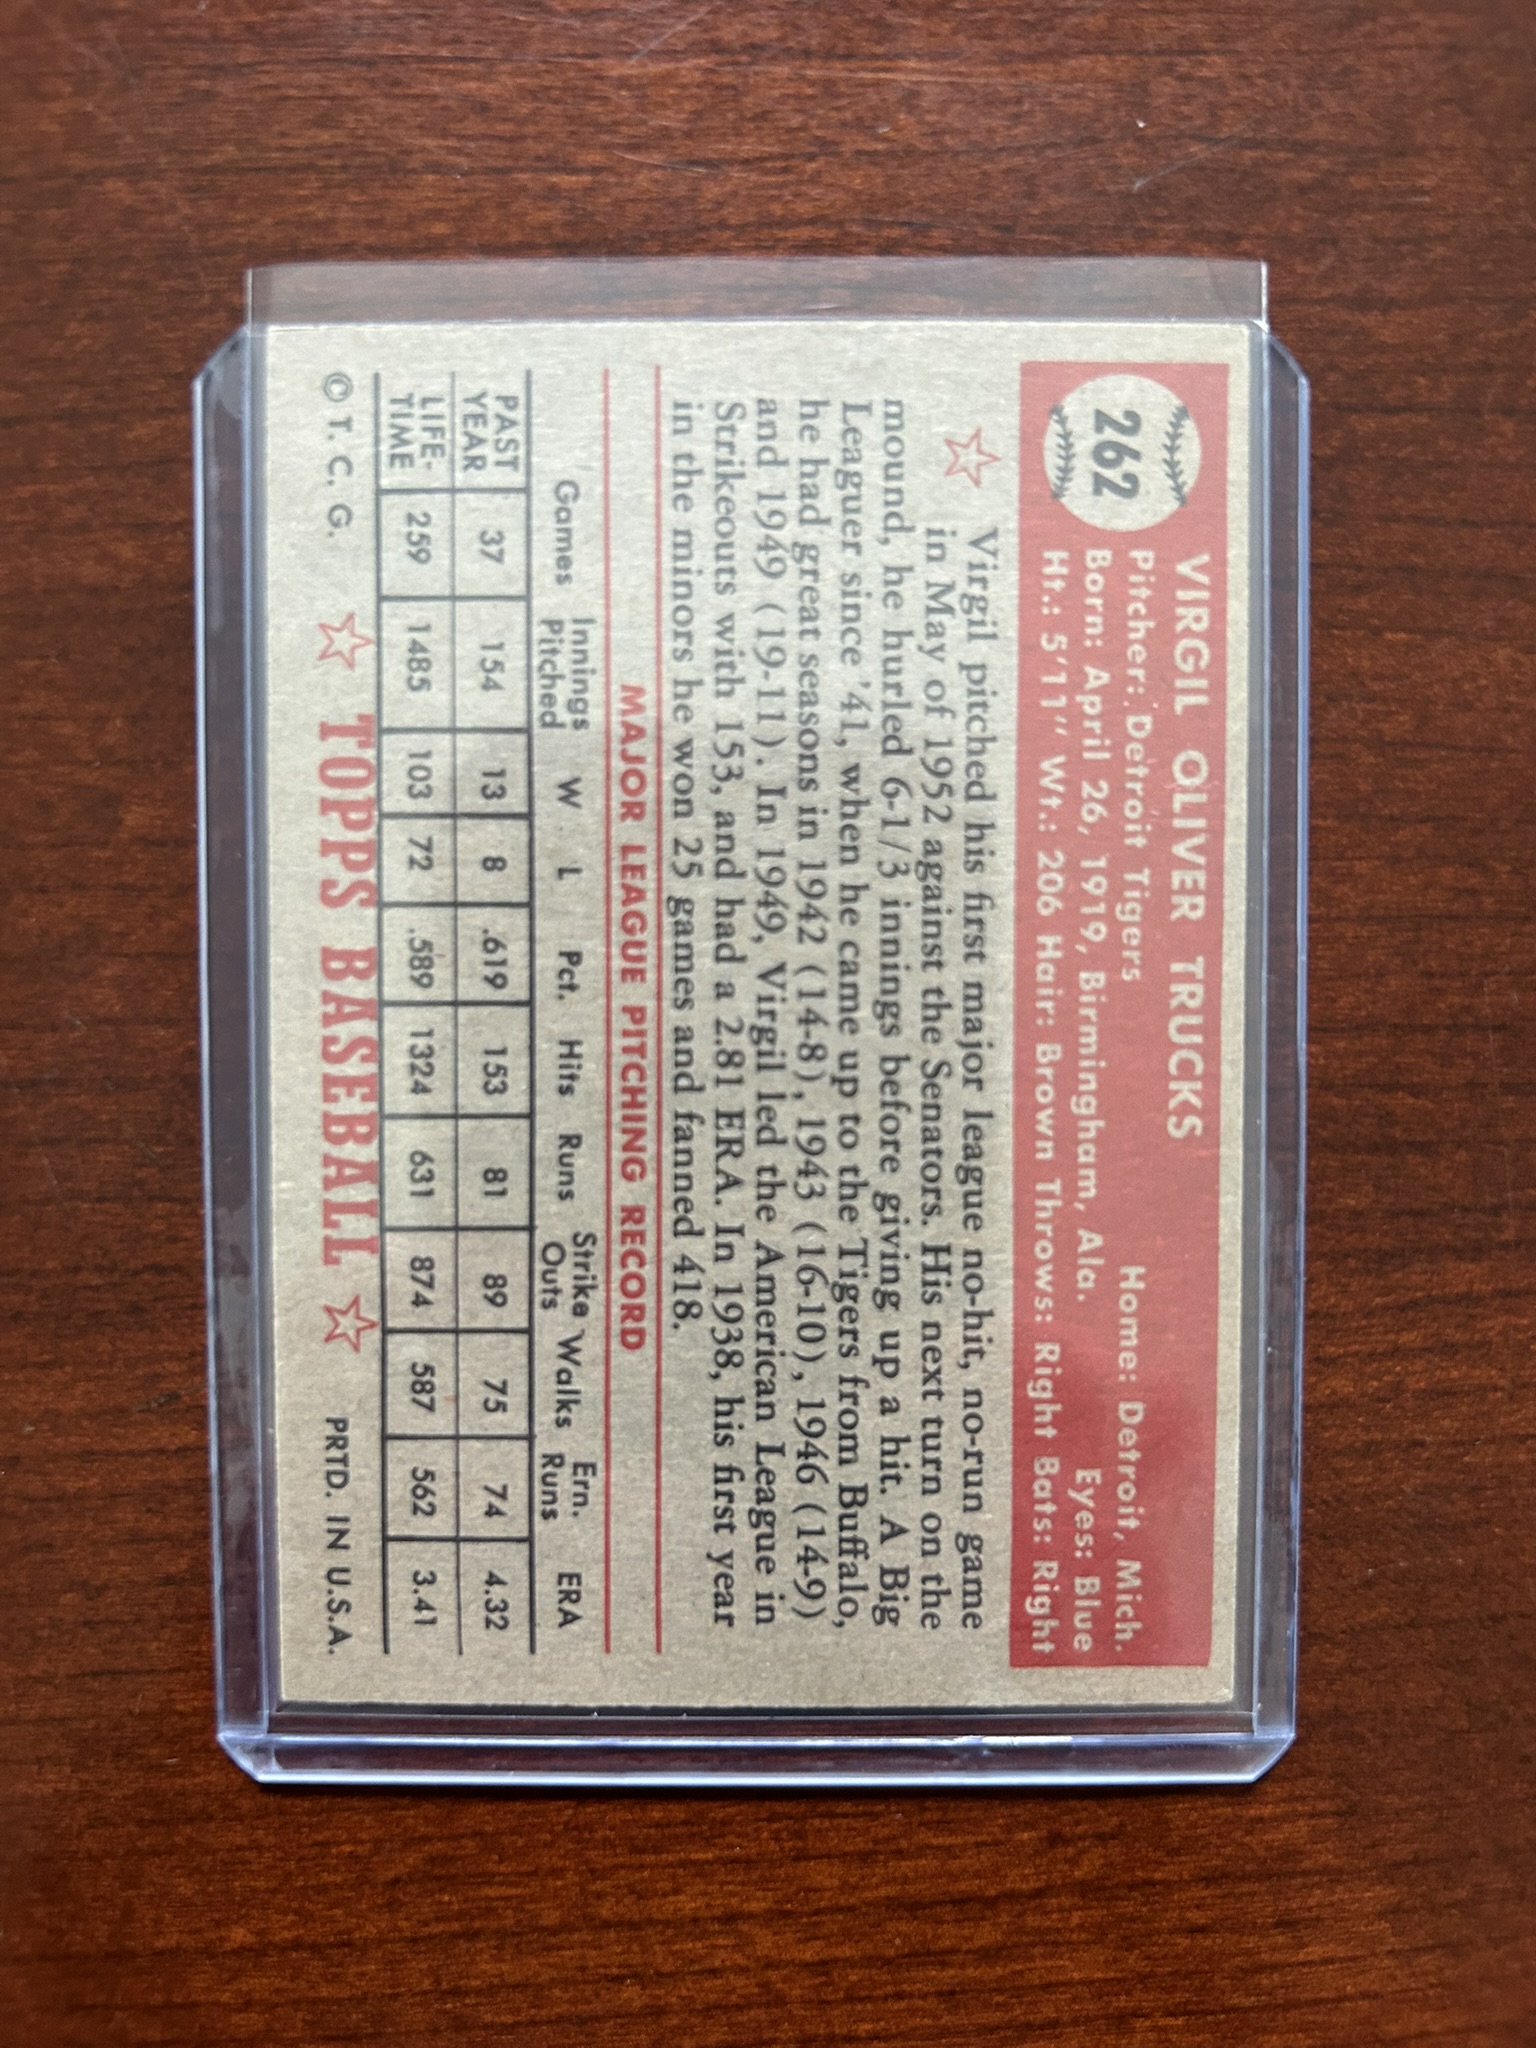 262
VIRGIL OLIVER TRUCKS
Pitcher: Detroit Tigers Home: Detroit, Mich.
Born: April 26, 1919, Birmingham, Ala. Eyes: Blue
Ht.: 5'11" Wt.: 206 Hair: Brown Throws: Right Bats: Right
Virgil pitched his first major league no-hit, no-run game
in May of 1952 against the Senators. His next turn on the
mound, he hurled 6-1/3 innings before giving up a hit. A Big
Leaguer since '41, when he came up to the Tigers from Buffalo,
he had great seasons in 1942 (14-8), 1943 (16-10), 1946 (14-9)
and 1949 (19-11). In 1949, Virgil led the American League in
Strikeouts with 153, and had a 2.81 ERA. In 1938, his first year
in the minors he won 25 games and fanned 418.
MAJOR LEAGUE PITCHING RECORD
Games Innings Pitched W L Pct. Hits Runs Strike Outs Walks Ern. Runs ERA
PAST YEAR 37 154 13 8 .619 153 81 89 75 74 4.32
LIFE-TIME 259 1485 103 72 .589 1324 631 874 587 562 3.41
© T. C. G. TOPPS BASEBALL PRTD. IN U.S.A.